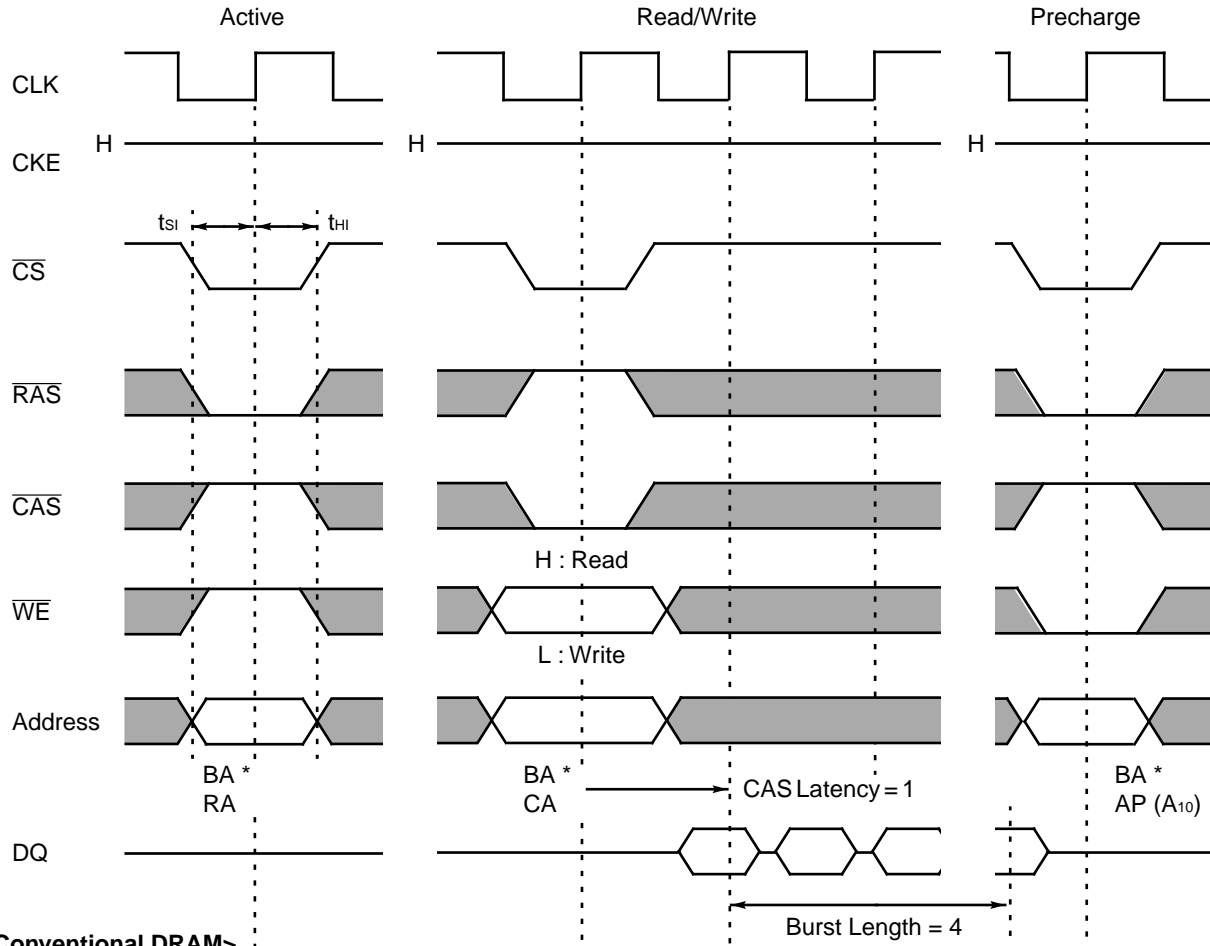 Active Read/Write Precharge
CLK
H H H
CKE
tSI tHI
CS
RAS
CAS
H : Read
WE
L : Write
Address
BA * BA * CAS Latency = 1 BA *
RA CA AP (A10)
DQ
Burst Length = 4
Conventional DRAM>